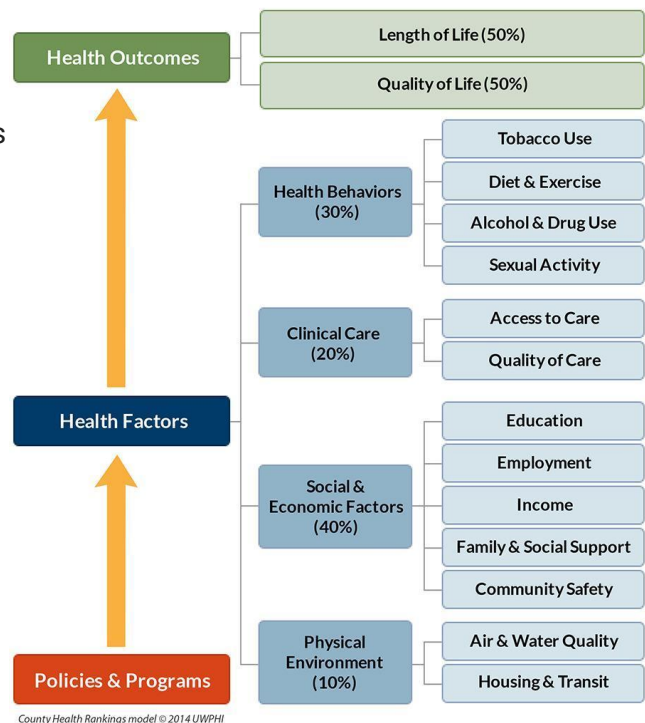 Health Outcomes
Length of Life (50%)
Quality of Life (50%)
s
Health Behaviors
(30%)
Tobacco Use
Diet & Exercise
Alcohol & Drug Use
Sexual Activity
Clinical Care
(20%)
Access to Care
Quality of Care
Health Factors
Social &
Economic Factors
(40%)
Education
Employment
Income
Family & Social Support
Community Safety
Physical
Environment
(10%)
Air & Water Quality
Housing & Transit
Policies & Programs
County Health Rankings model © 2014 UWPHI